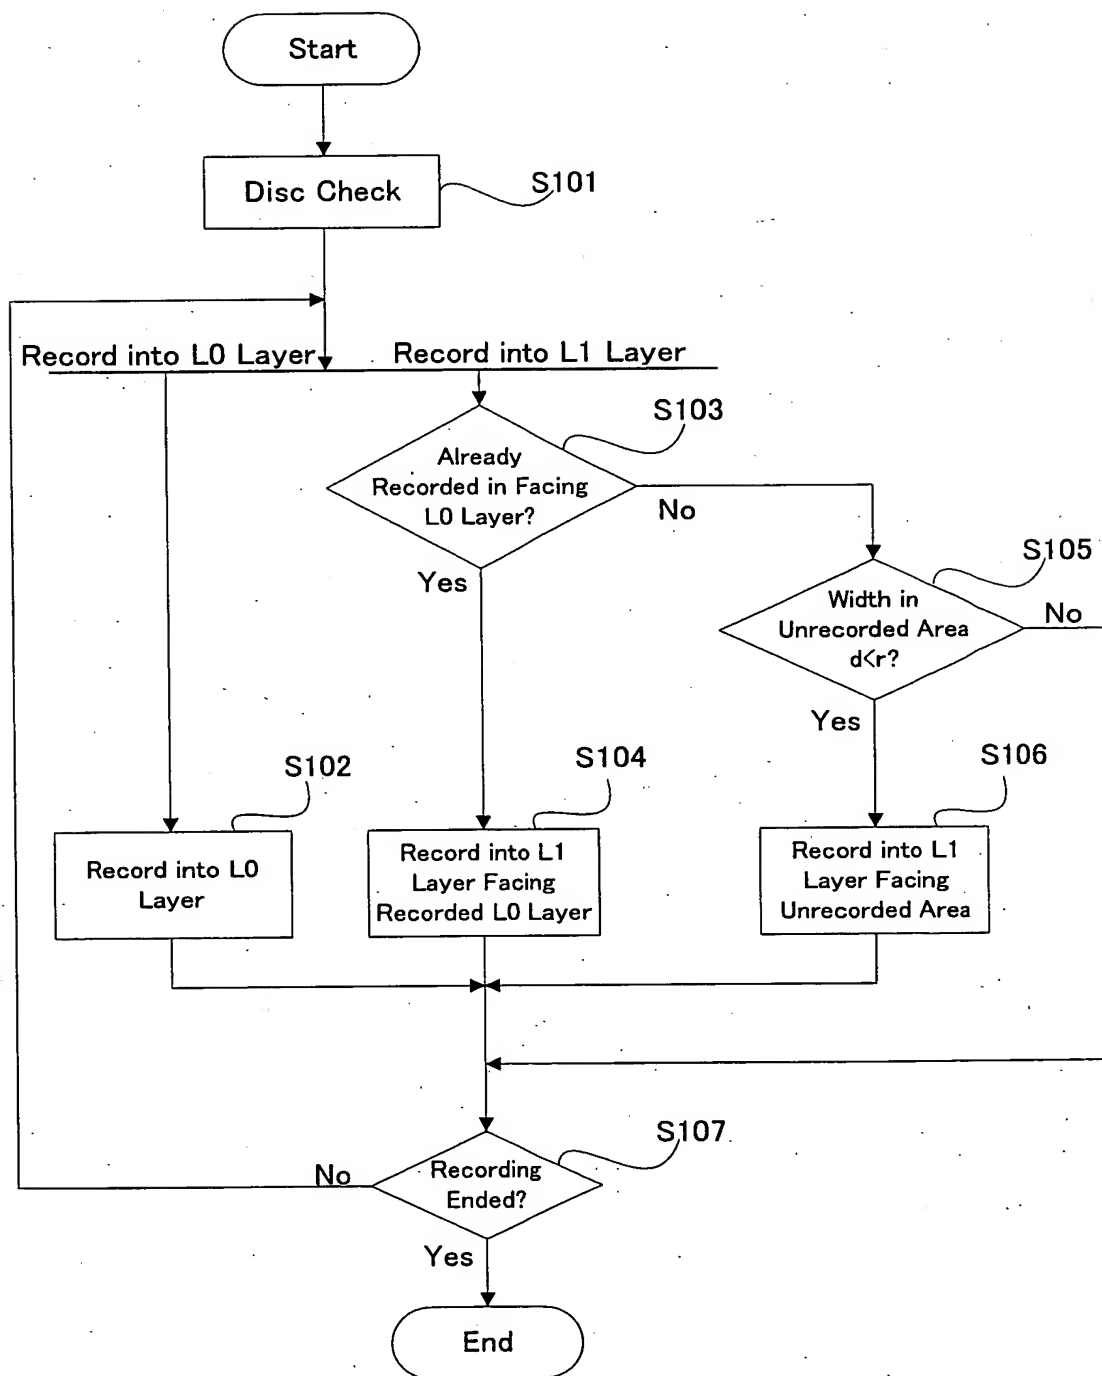 Start
Disc Check
S101
Record into L0 Layer
Record into L1 Layer
S103
Already
Recorded in Facing
L0 Layer?
No
Yes
S105
Width in
Unrecorded Area
d<r?
No
Yes
S102
Record into L0
Layer
S104
Record into L1
Layer Facing
Recorded L0 Layer
S106
Record into L1
Layer Facing
Unrecorded Area
S107
Recording
Ended?
No
Yes
End